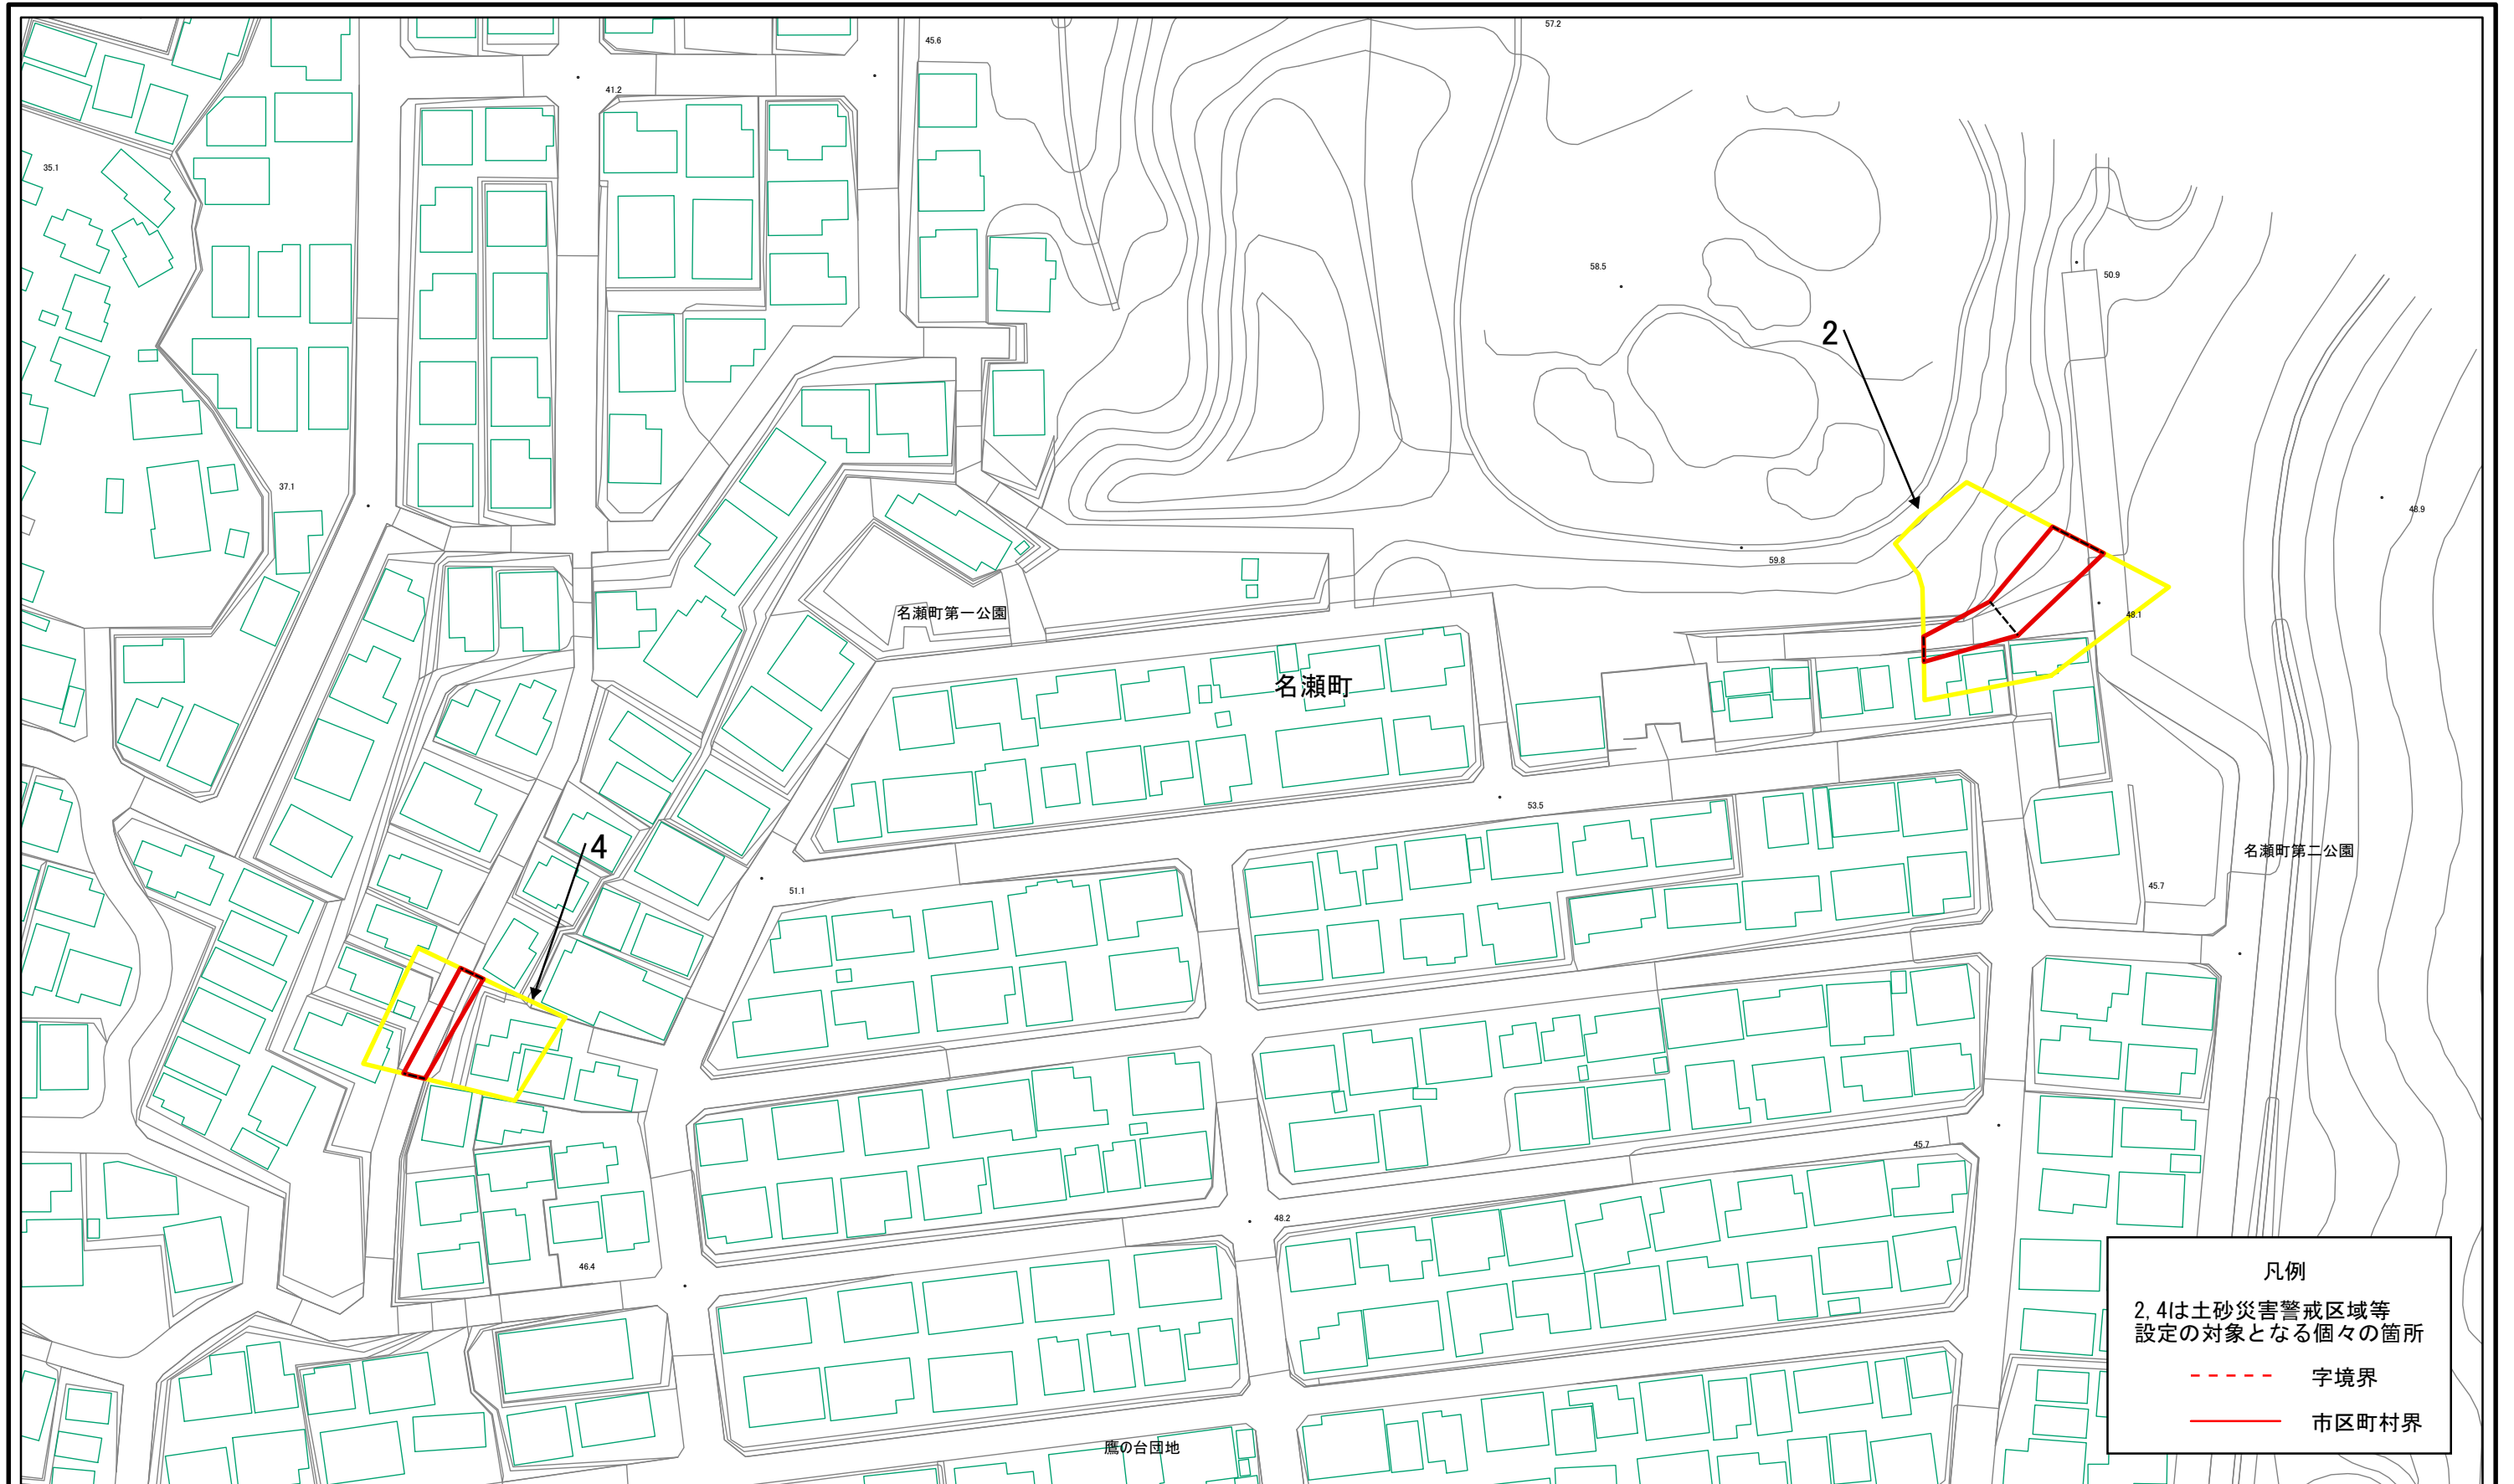 57.2
45.6
41.2
35.1
58.5
50.9
2
37.1
48.9
59.8
名瀬町第一公園
48.1
名瀬町
53.5
4
名瀬町第二公園
51.1
45.7
45.7
48.2
46.4
鷹の台団地
凡例
2,4は土砂災害警戒区域等
設定の対象となる個々の箇所
字境界
市区町村界